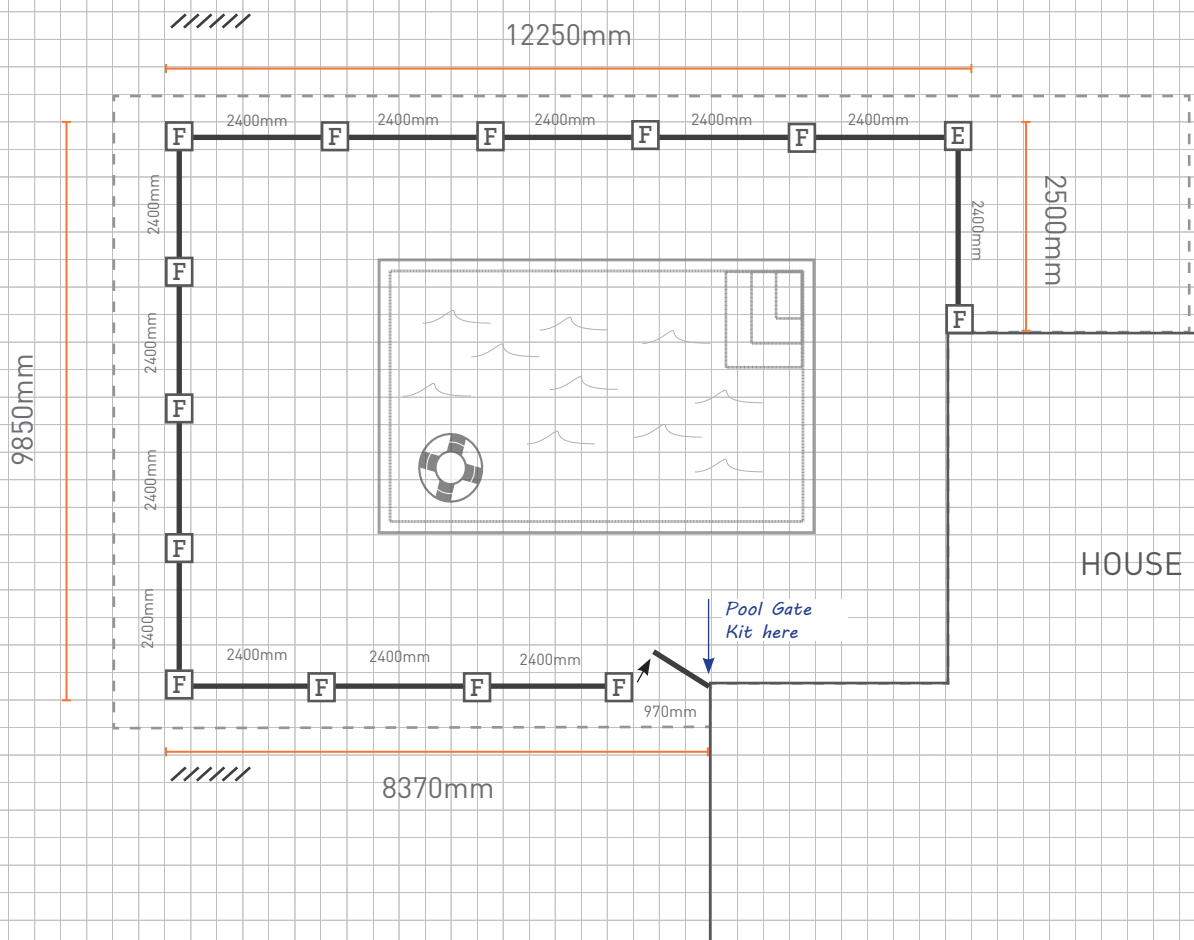 12250mm
2400mm 2400mm 2400mm 2400mm 2400mm
F F F F F E
2400mm
2400mm
2500mm
F
F
2400mm
9850mm
F
2400mm
F
HOUSE
2400mm
Pool Gate
Kit here
2400mm 2400mm 2400mm
F F F F
970mm
8370mm